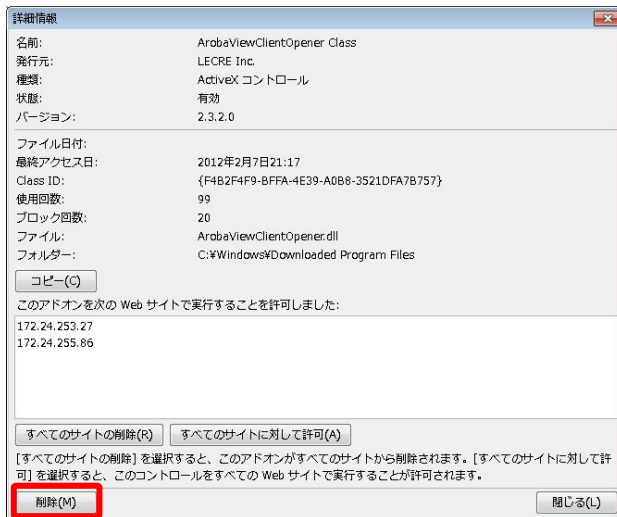 詳細情報
名前: ArobaViewClientOpener Class
発行元: LECRE Inc.
種類: ActiveX コントロール
状態: 有効
バージョン: 2.3.2.0
ファイル日付:
最終アクセス日: 2012年2月7日21:17
Class ID: {F4B2F4F9-BFFA-4E39-A0B8-3521DFA7B757}
使用回数: 99
ブロック回数: 20
ファイル: ArobaViewClientOpener.dll
フォルダー: C:¥Windows¥Downloaded Program Files
コピー(C)
このアドオンを次の Web サイトで実行することを許可しました:
172.24.253.27
172.24.255.86
すべてのサイトの削除(R) すべてのサイトに対して許可(A)
[すべてのサイトの削除] を選択すると、このアドオンがすべてのサイトから削除されます。[すべてのサイトに対して許
可] を選択すると、このコントロールをすべての Web サイトで実行することが許可されます。
削除(M) 閉じる(L)